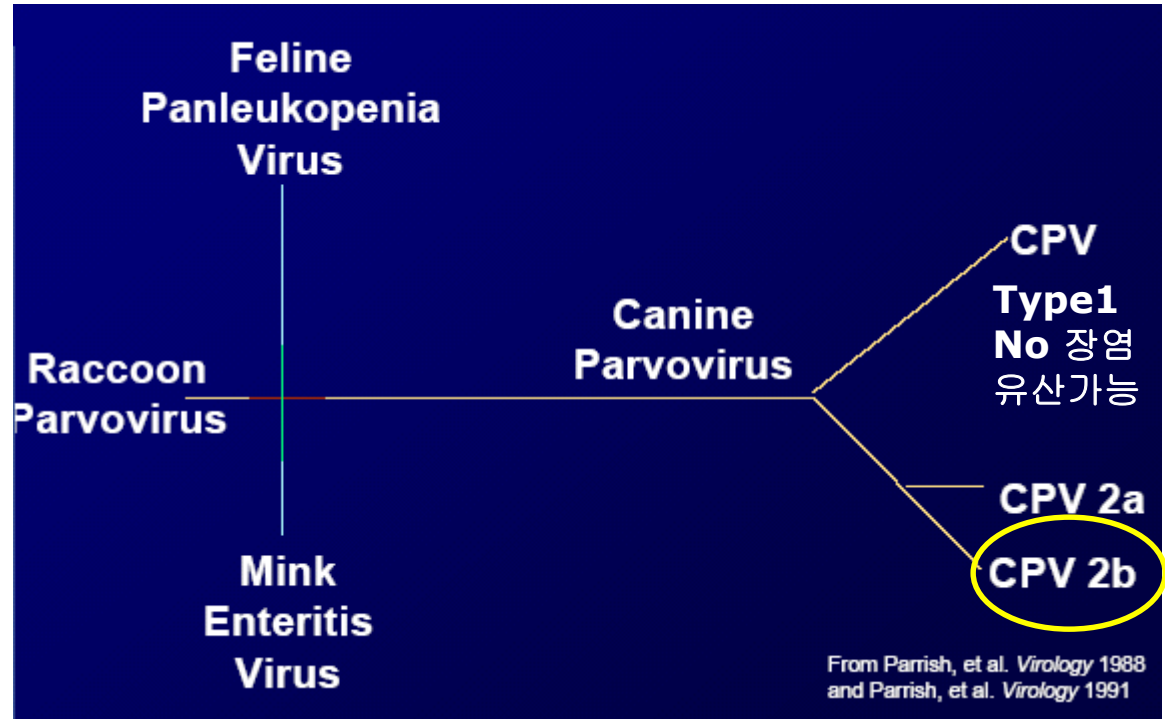 Feline
Panleukopenia
Virus
Raccoon
Parvovirus
Canine
Parvovirus
CPV
Type1
No 장염
유산가능
CPV 2a
CPV 2b
Mink
Enteritis
Virus
From Parrish, et al. Virology 1988
and Parrish, et al. Virology 1991